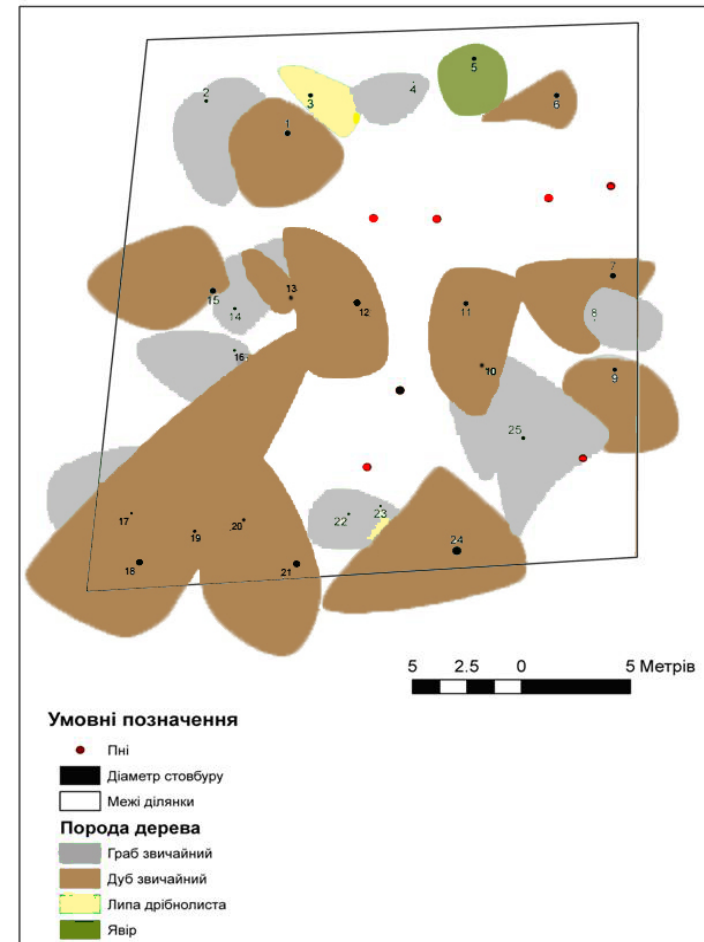 5
2
3
4
6
1
7
13
15
12
11
14
8
16
10
9
25
17
20
22
23
19
24
18
21
5 2.5 0 5 Метрів
Умовні позначення
Пні
Діаметр стовбуру
Межі ділянки
Порода дерева
Граб звичайний
Дуб звичайний
Липа дрібнолиста
Явір